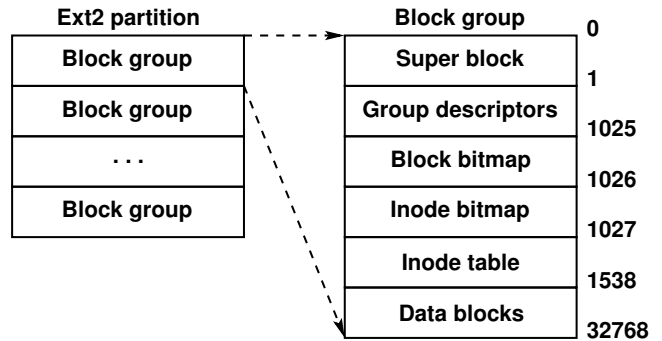 Ext2 partition
Block group
Block group
. . .
Block group
Block group
0
Super block
1
Group descriptors
1025
Block bitmap
1026
Inode bitmap
1027
Inode table
1538
Data blocks
32768